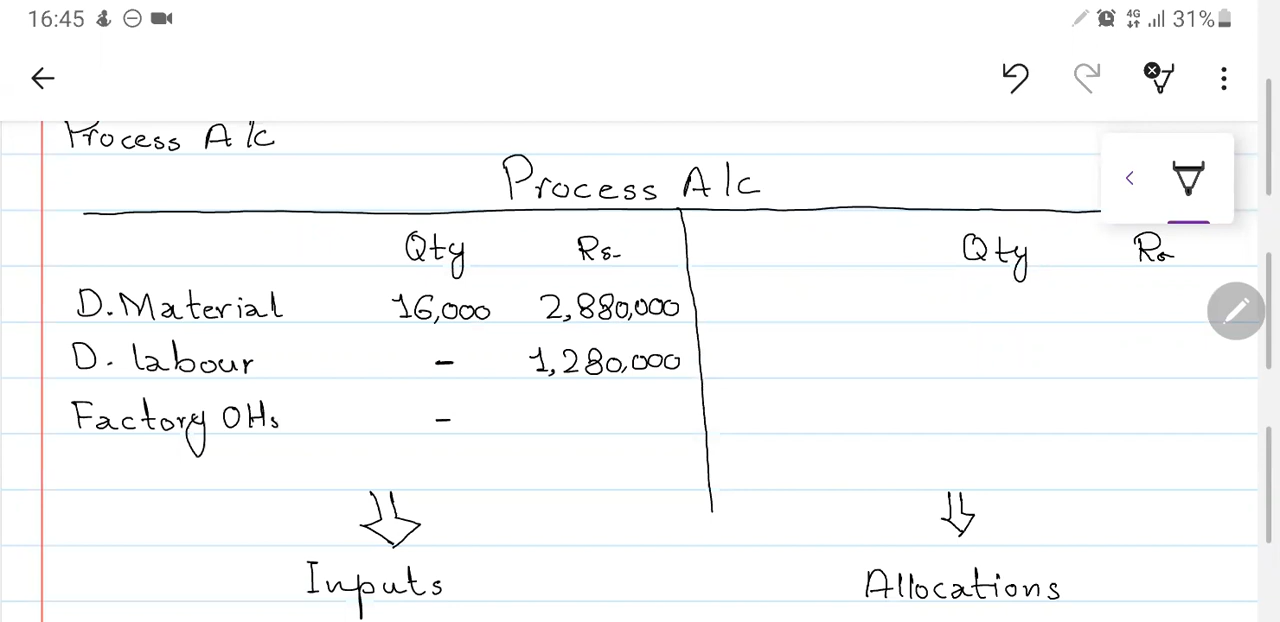 16:45 4G 31%
Process A/c
Process A/c
Qty Rs. Qty Rs
D. Material 16,000 2,880,000
D. labour - 1,280,000
Factory OHs -
Inputs Allocations